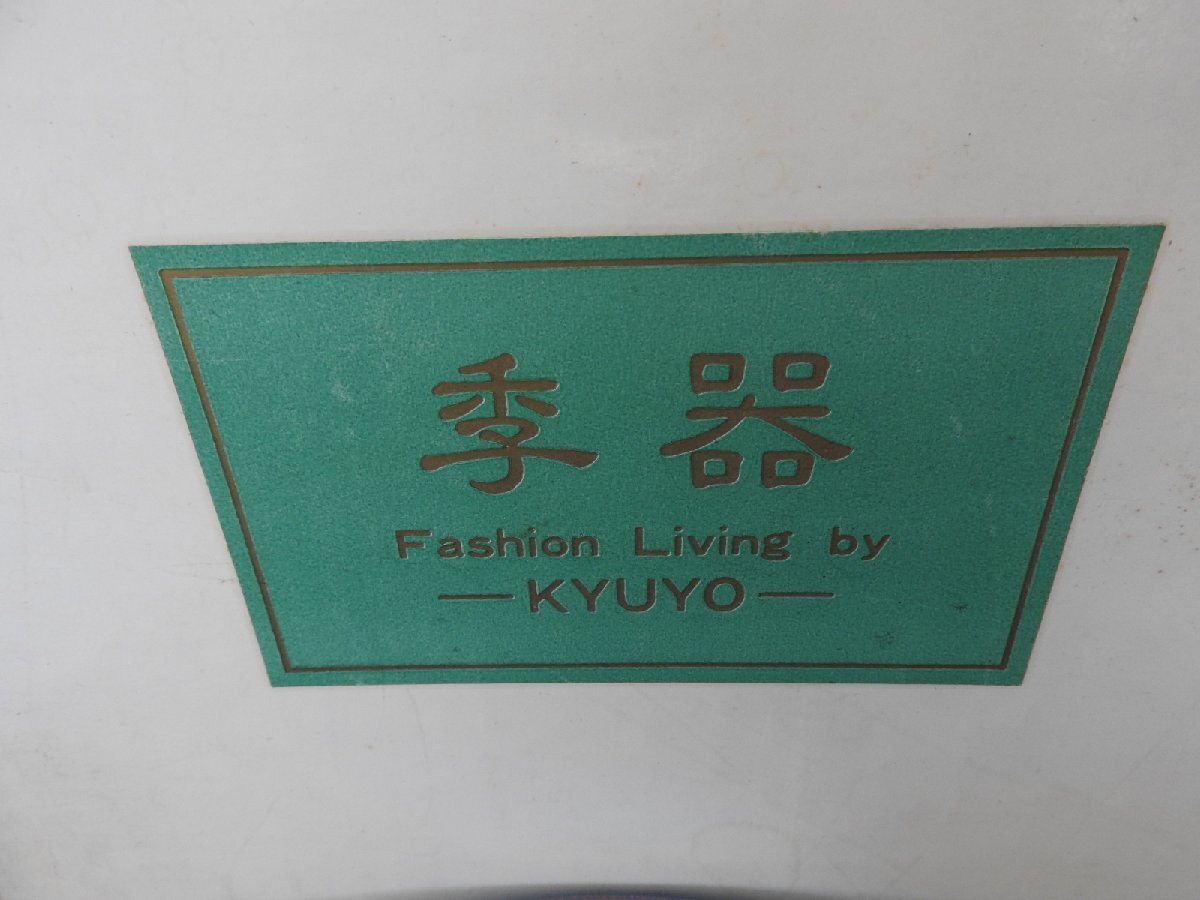 季器
Fashion Living by
—KYUYO—